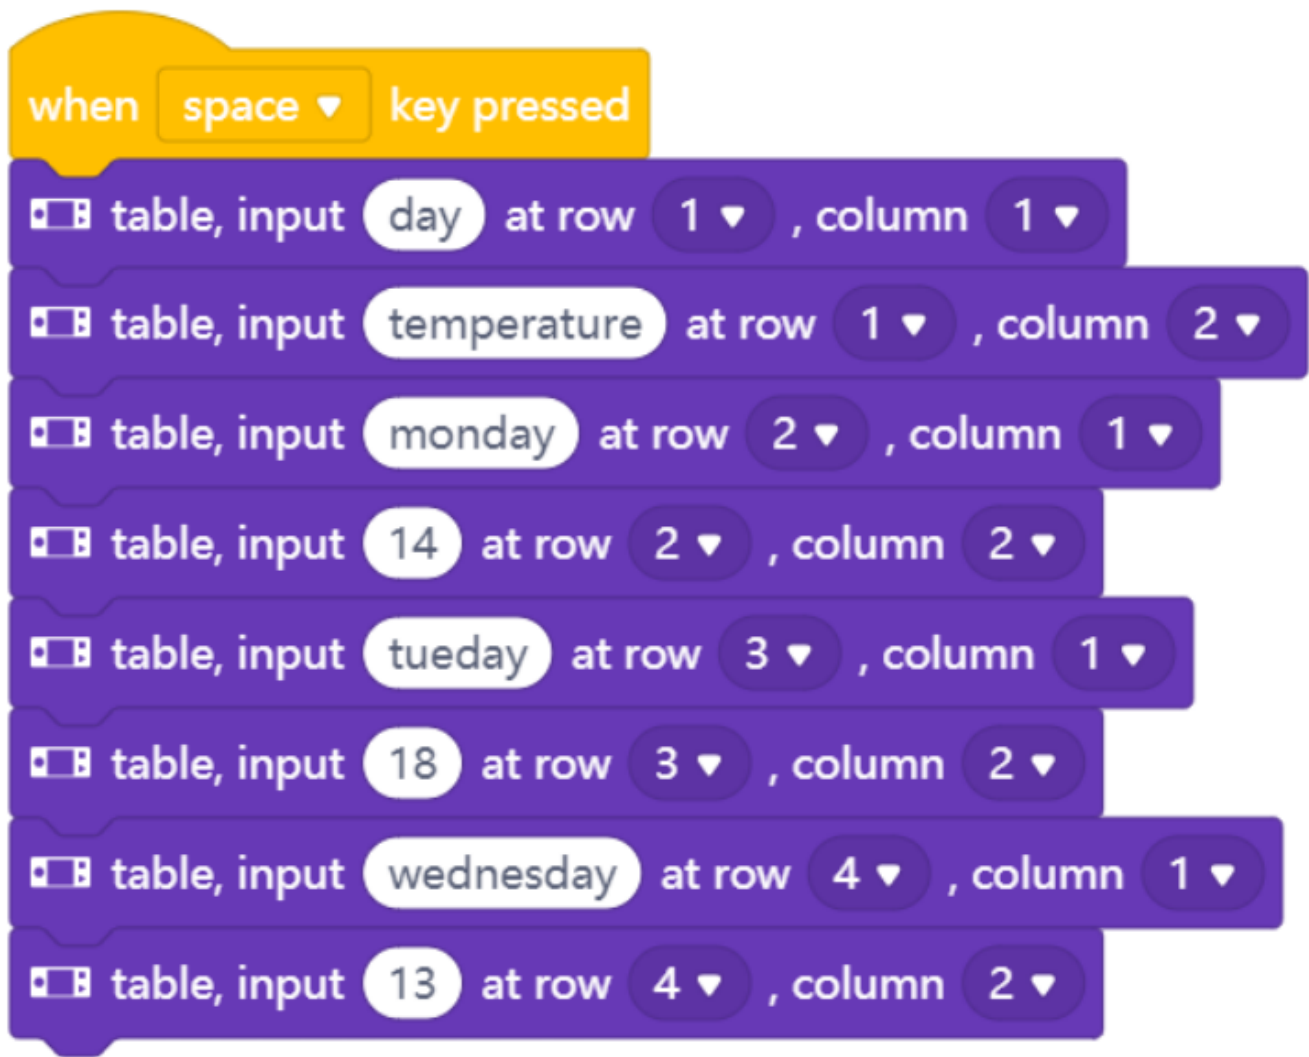 when space key pressed
table, input day at row 1 , column 1
table, input temperature at row 1 , column 2
table, input monday at row 2 , column 1
table, input 14 at row 2 , column 2
table, input tueday at row 3 , column 1
table, input 18 at row 3 , column 2
table, input wednesday at row 4 , column 1
table, input 13 at row 4 , column 2